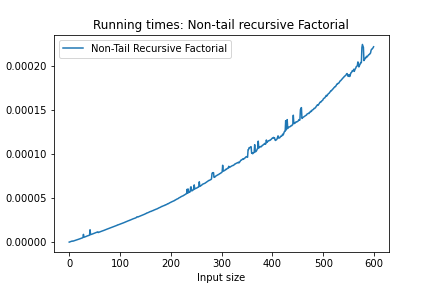 Running times: Non-tail recursive Factorial
Non-Tail Recursive Factorial
0.00020
0.00015
0.00010
0.00005
0.00000
0 100 200 300 400 500 600
Input size